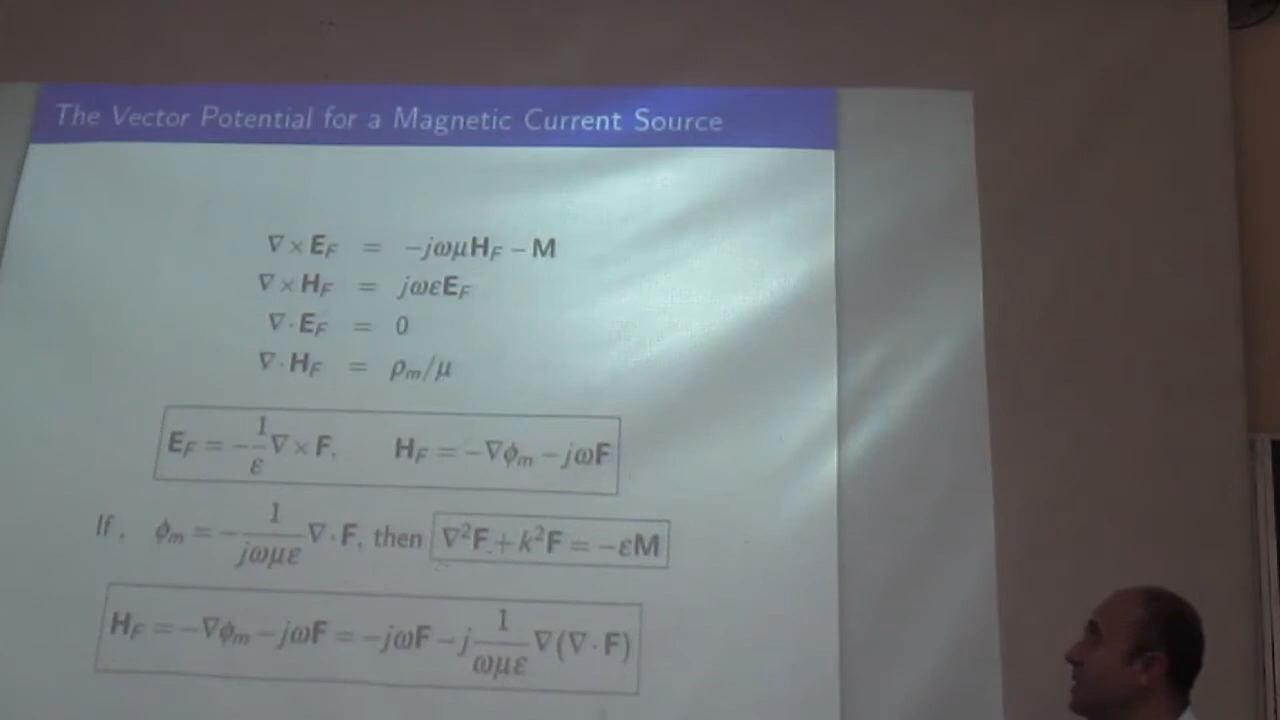 The Vector Potential for a Magnetic Current Source
∇ × E_F = −jωμH_F − M
∇ × H_F = jωεE_F
∇ · E_F = 0
∇ · H_F = ρ_m/μ
E_F = −(1/ε)∇ × F, H_F = −∇ϕ_m − jωF
If, ϕ_m = −(1/(jωμε))∇ · F, then ∇²F + k²F = −εM
H_F = −∇ϕ_m − jωF = −jωF − j(1/(ωμε))∇(∇ · F)